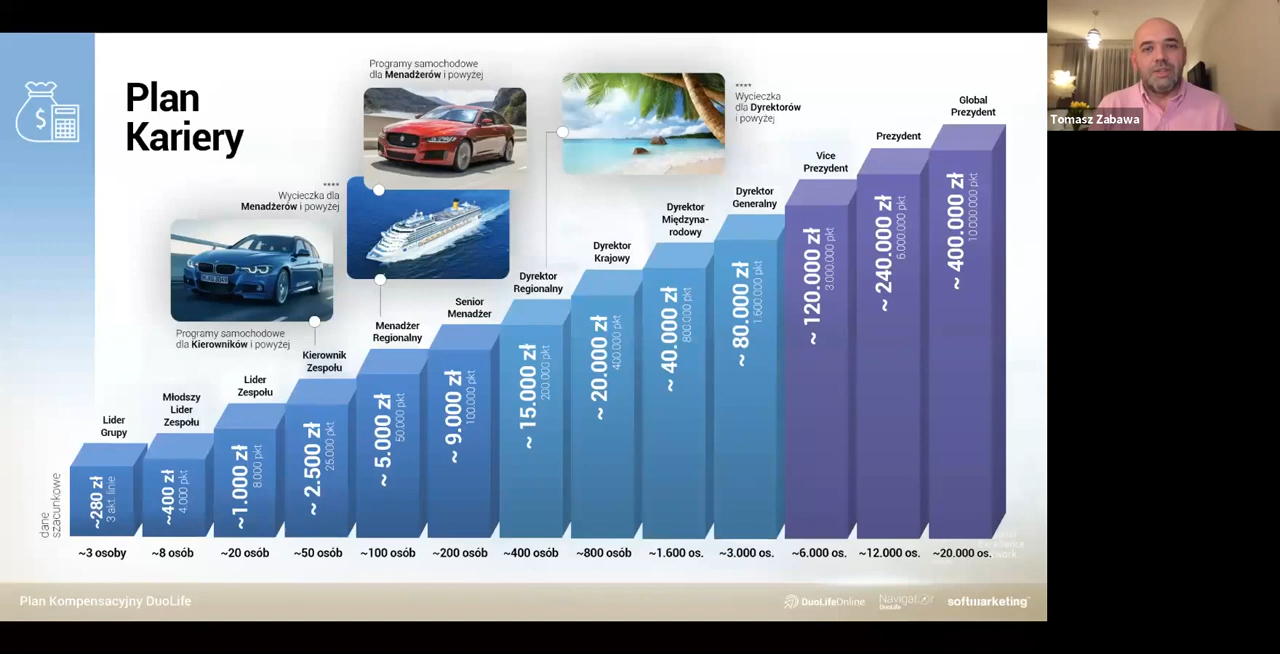 Plan
Kariery
Programy samochodowe
dla Menadżerów i powyżej
****
Wycieczka
dla Dyrektorów
i powyżej
****
Wycieczka dla
Menadżerów i powyżej
Programy samochodowe
dla Kierowników i powyżej
Lider
Grupy
Młodszy
Lider
Zespołu
Lider
Zespołu
Kierownik
Zespołu
Menadżer
Regionalny
Senior
Menadżer
Dyrektor
Regionalny
Dyrektor
Krajowy
Dyrektor
Międzyna-
rodowy
Dyrektor
Generalny
Vice
Prezydent
Prezydent
Global
Prezydent
dane
szacunkowe
~280 zł
3 akt. linie
~400 zł
4.000 pkt
~1.000 zł
8.000 pkt
~ 2.500 zł
25.000 pkt
~ 5.000 zł
50.000 pkt
~ 9.000 zł
100.000 pkt
~ 15.000 zł
200.000 pkt
~ 20.000 zł
400.000 pkt
~ 40.000 zł
800.000 pkt
~ 80.000 zł
1.600.000 pkt
~ 120.000 zł
3.000.000 pkt
~ 240.000 zł
6.000.000 pkt
~ 400.000 zł
10.000.000 pkt
~3 osoby
~8 osób
~20 osób
~50 osób
~100 osób
~200 osób
~400 osób
~800 osób
~1.600 os.
~3.000 os.
~6.000 os.
~12.000 os.
~20.000 os.
Plan Kompensacyjny DuoLife
DuoLifeOnline
Navigator
DuoLife
softmarketing
Tomasz Zabawa